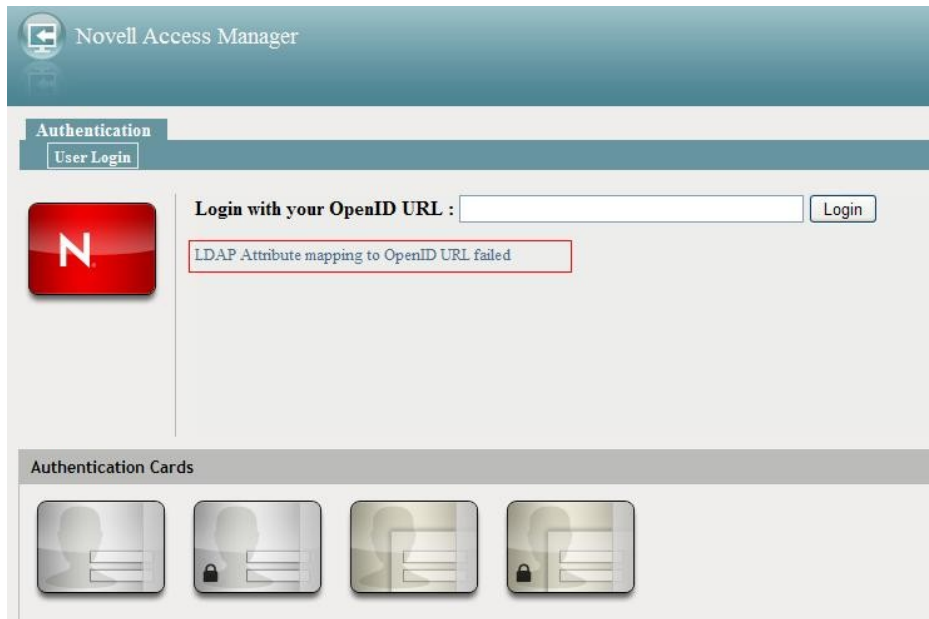 Novell Access Manager
Authentication
User Login
Login with your OpenID URL : Login
N.
LDAP Attribute mapping to OpenID URL failed
Authentication Cards